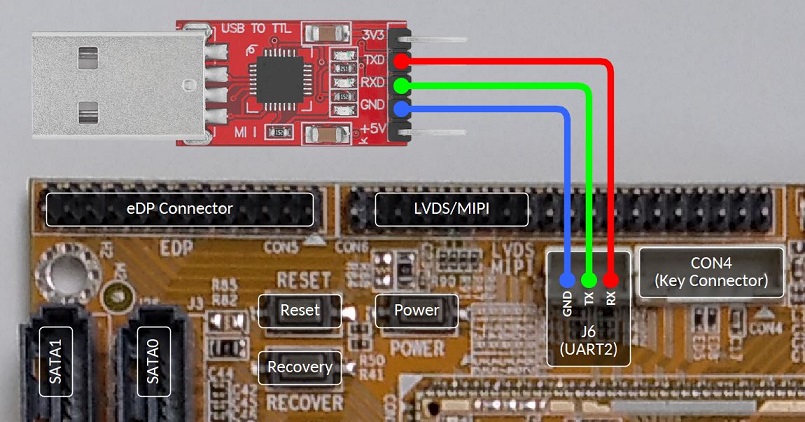 USB TO TTL
3V3
TXD
RXD
GND
+5V
MI I
eDP Connector
LVDS/MIPI
EDP
CON5
CON6
LVDS
MIPI
CON4
(Key Connector)
GND
TX
RX
J6
(UART2)
CON4
R85
R82
J3
RESET
Reset
Power
POWER
R90
SATA1
SATA0
Recovery
R50
R41
RECOVER
C44